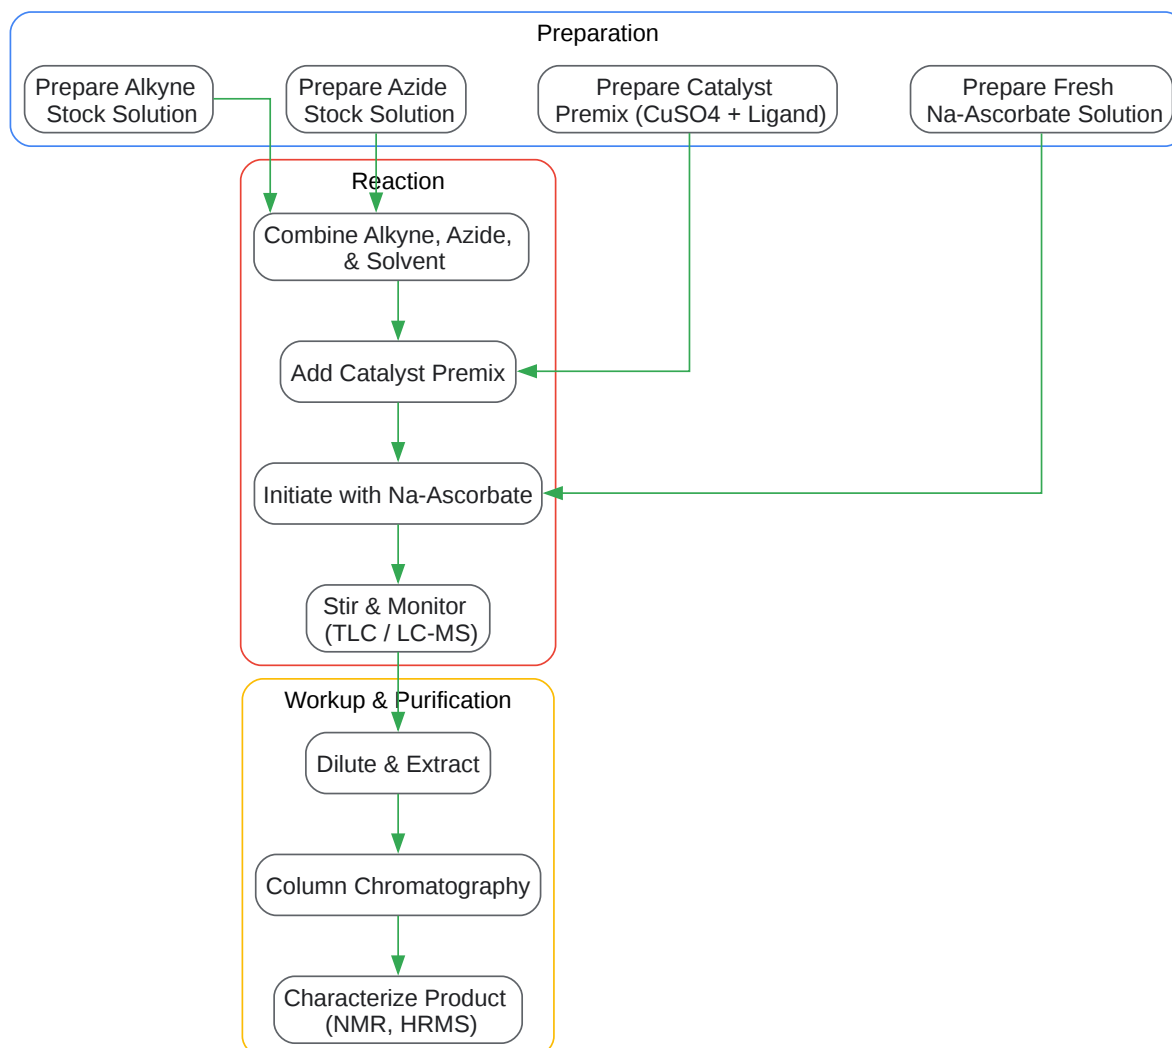 Preparation
Prepare Alkyne
Stock Solution
Prepare Azide
Stock Solution
Prepare Catalyst
Premix (CuSO4 + Ligand)
Prepare Fresh
Na-Ascorbate Solution
Reaction
Combine Alkyne, Azide,
& Solvent
Add Catalyst Premix
Initiate with Na-Ascorbate
Stir & Monitor
(TLC / LC-MS)
Workup & Purification
Dilute & Extract
Column Chromatography
Characterize Product
(NMR, HRMS)